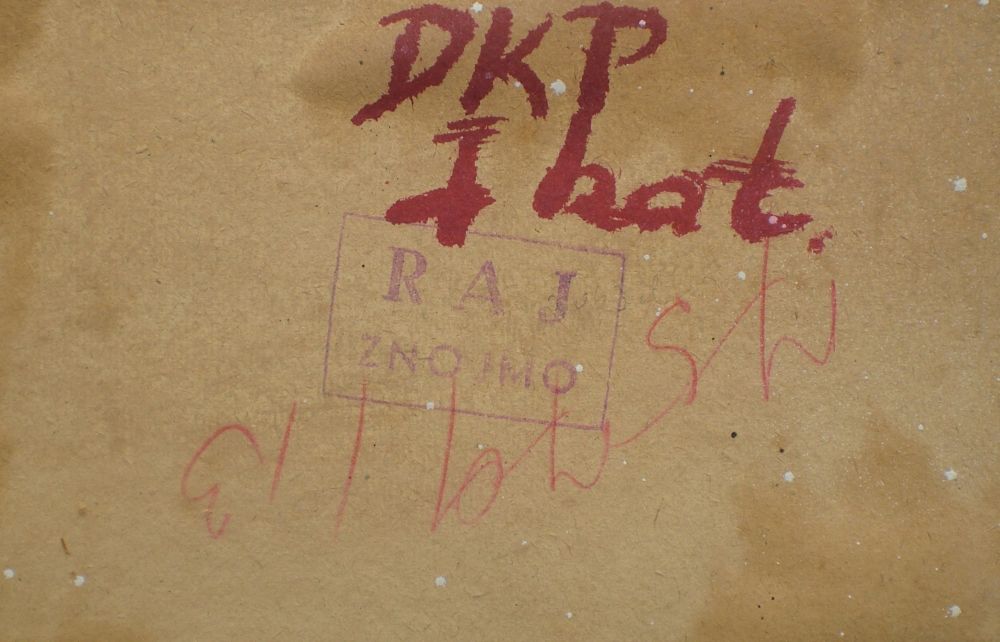 DKP
I bat.
RAJ
ZNOJMO